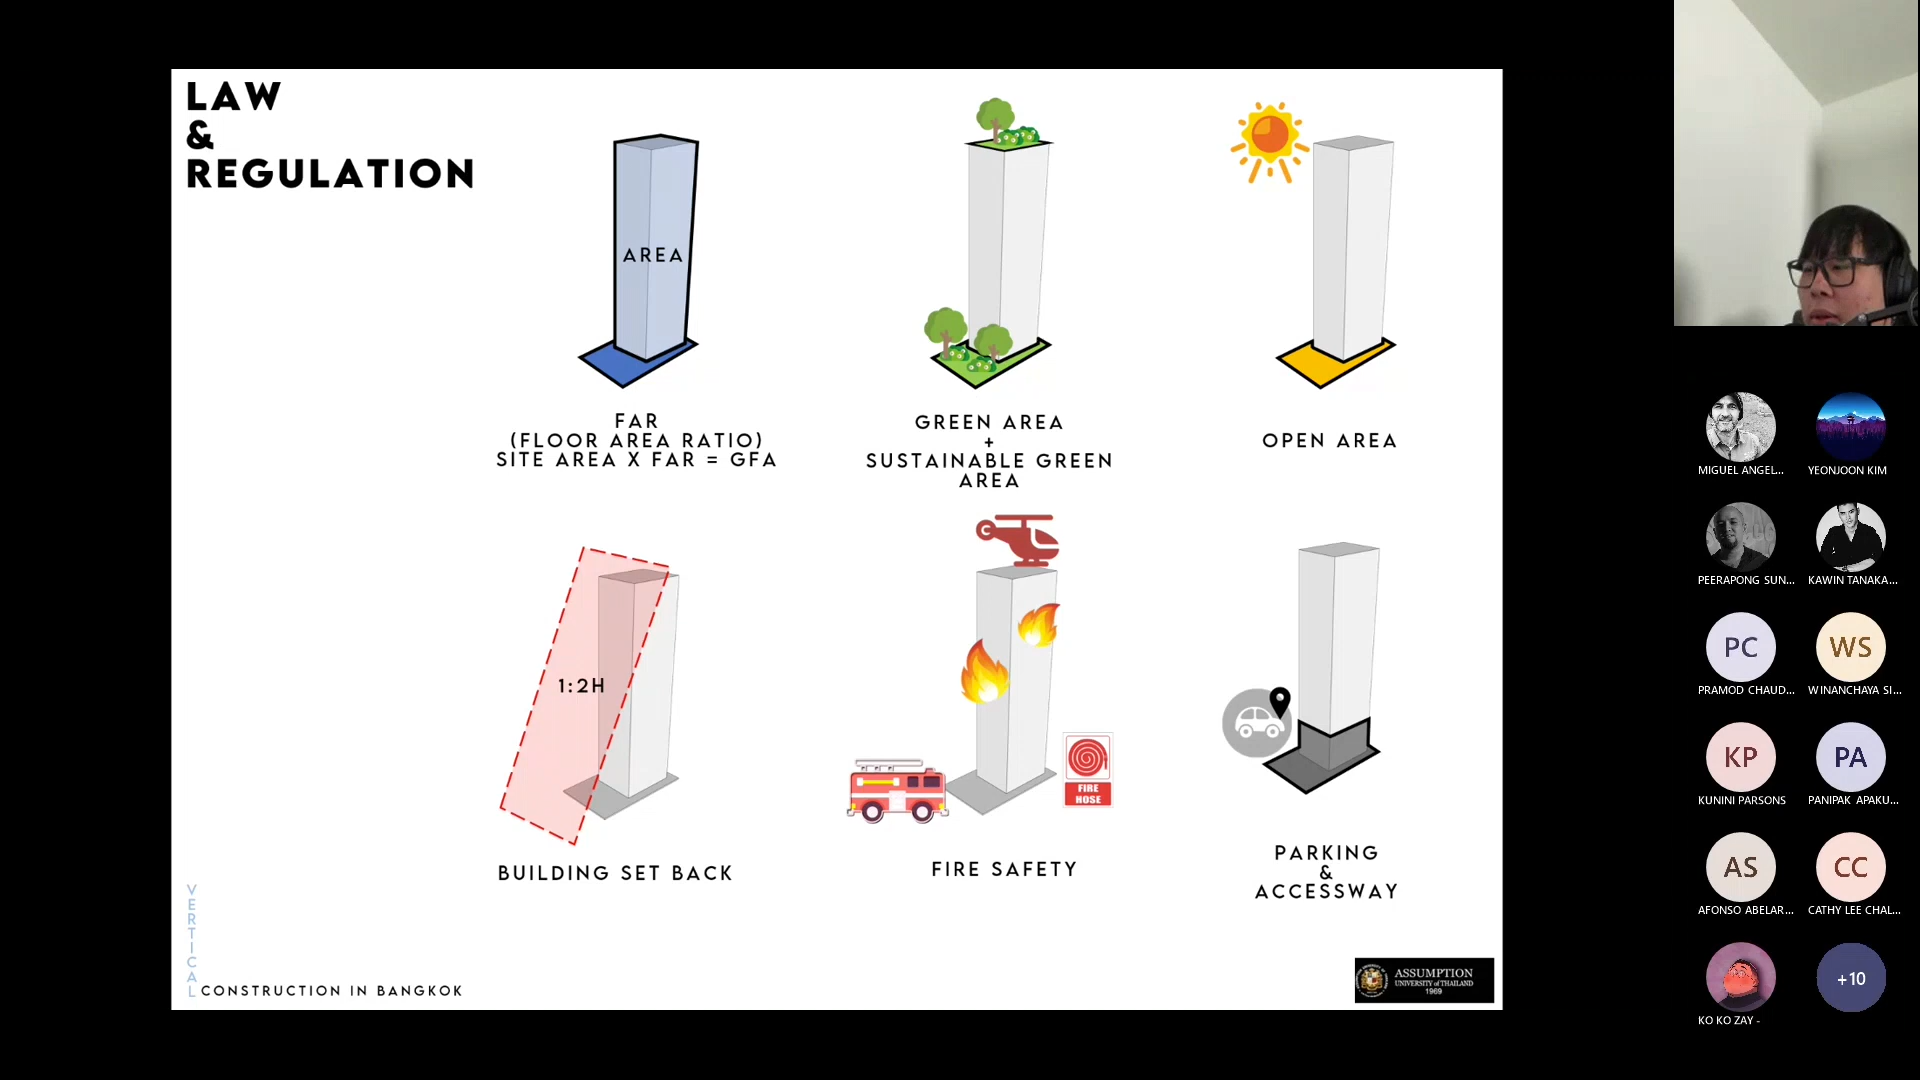 LAW
&
REGULATION
AREA
FAR
(FLOOR AREA RATIO)
SITE AREA X FAR = GFA
GREEN AREA
+
SUSTAINABLE GREEN
AREA
OPEN AREA
1:2H
BUILDING SET BACK
FIRE
HOSE
FIRE SAFETY
PARKING
&
ACCESSWAY
VERTICAL
CONSTRUCTION IN BANGKOK
ASSUMPTION
UNIVERSITY of THAILAND
1969
MIGUEL ANGEL...
YEONJOON KIM
PEERAPONG SUN...
KAWIN TANAKA...
PC
PRAMOD CHAUD...
WS
WINANCHAYA SI...
KP
KUNINI PARSONS
PA
PANIPAK APAKU...
AS
AFONSO ABELAR...
CC
CATHY LEE CHAL...
KO KO ZAY -
+10